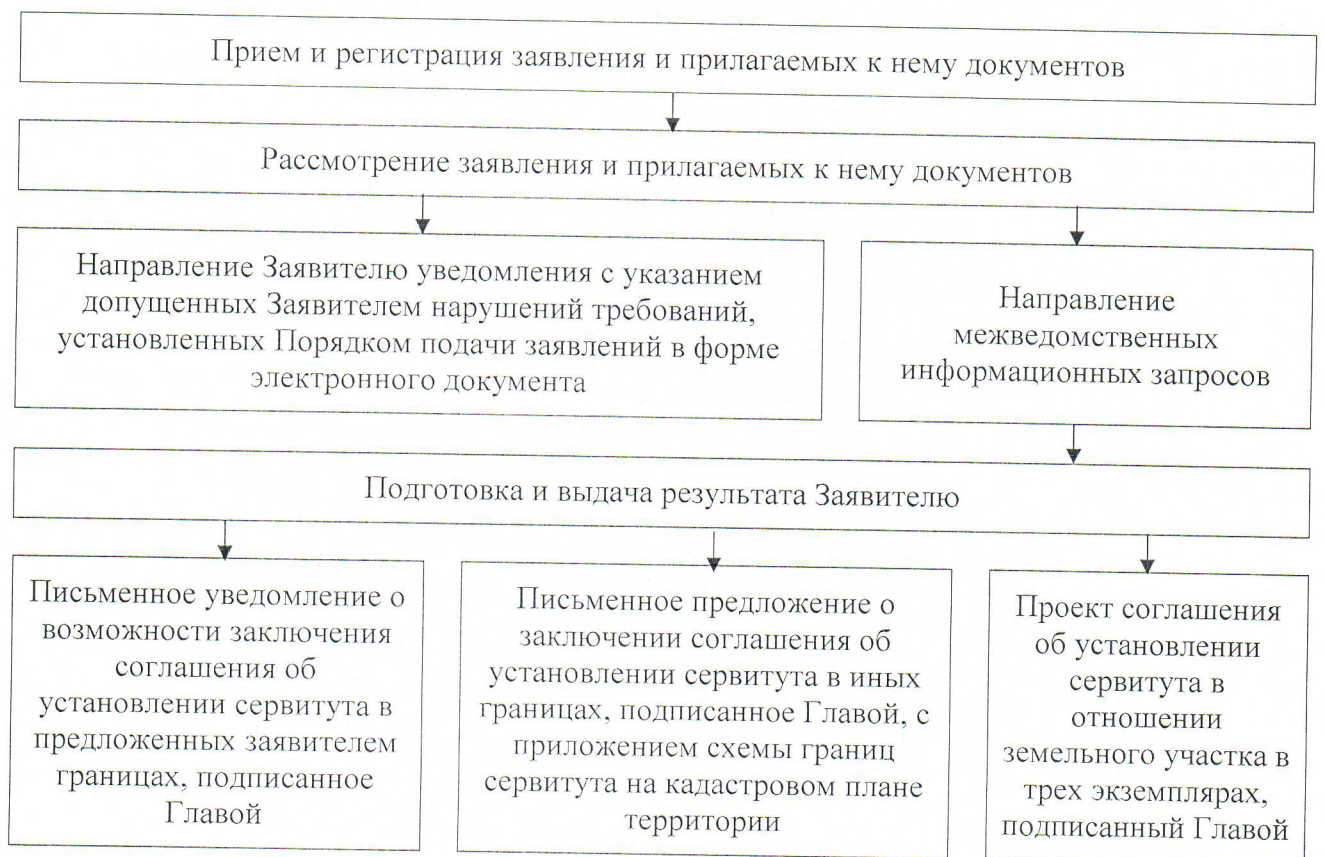 Прием и регистрация заявления и прилагаемых к нему документов
Рассмотрение заявления и прилагаемых к нему документов
Направление Заявителю уведомления с указанием
допущенных Заявителем нарушений требований,
установленных Порядком подачи заявлений в форме
электронного документа
Направление
межведомственных
информационных запросов
Подготовка и выдача результата Заявителю
Письменное уведомление о
возможности заключения
соглашения об
установлении сервитута в
предложенных заявителем
границах, подписанное
Главой
Письменное предложение о
заключении соглашения об
установлении сервитута в иных
границах, подписанное Главой, с
приложением схемы границ
сервитута на кадастровом плане
территории
Проект соглашения
об установлении
сервитута в
отношении
земельного участка в
трех экземплярах,
подписанный Главой